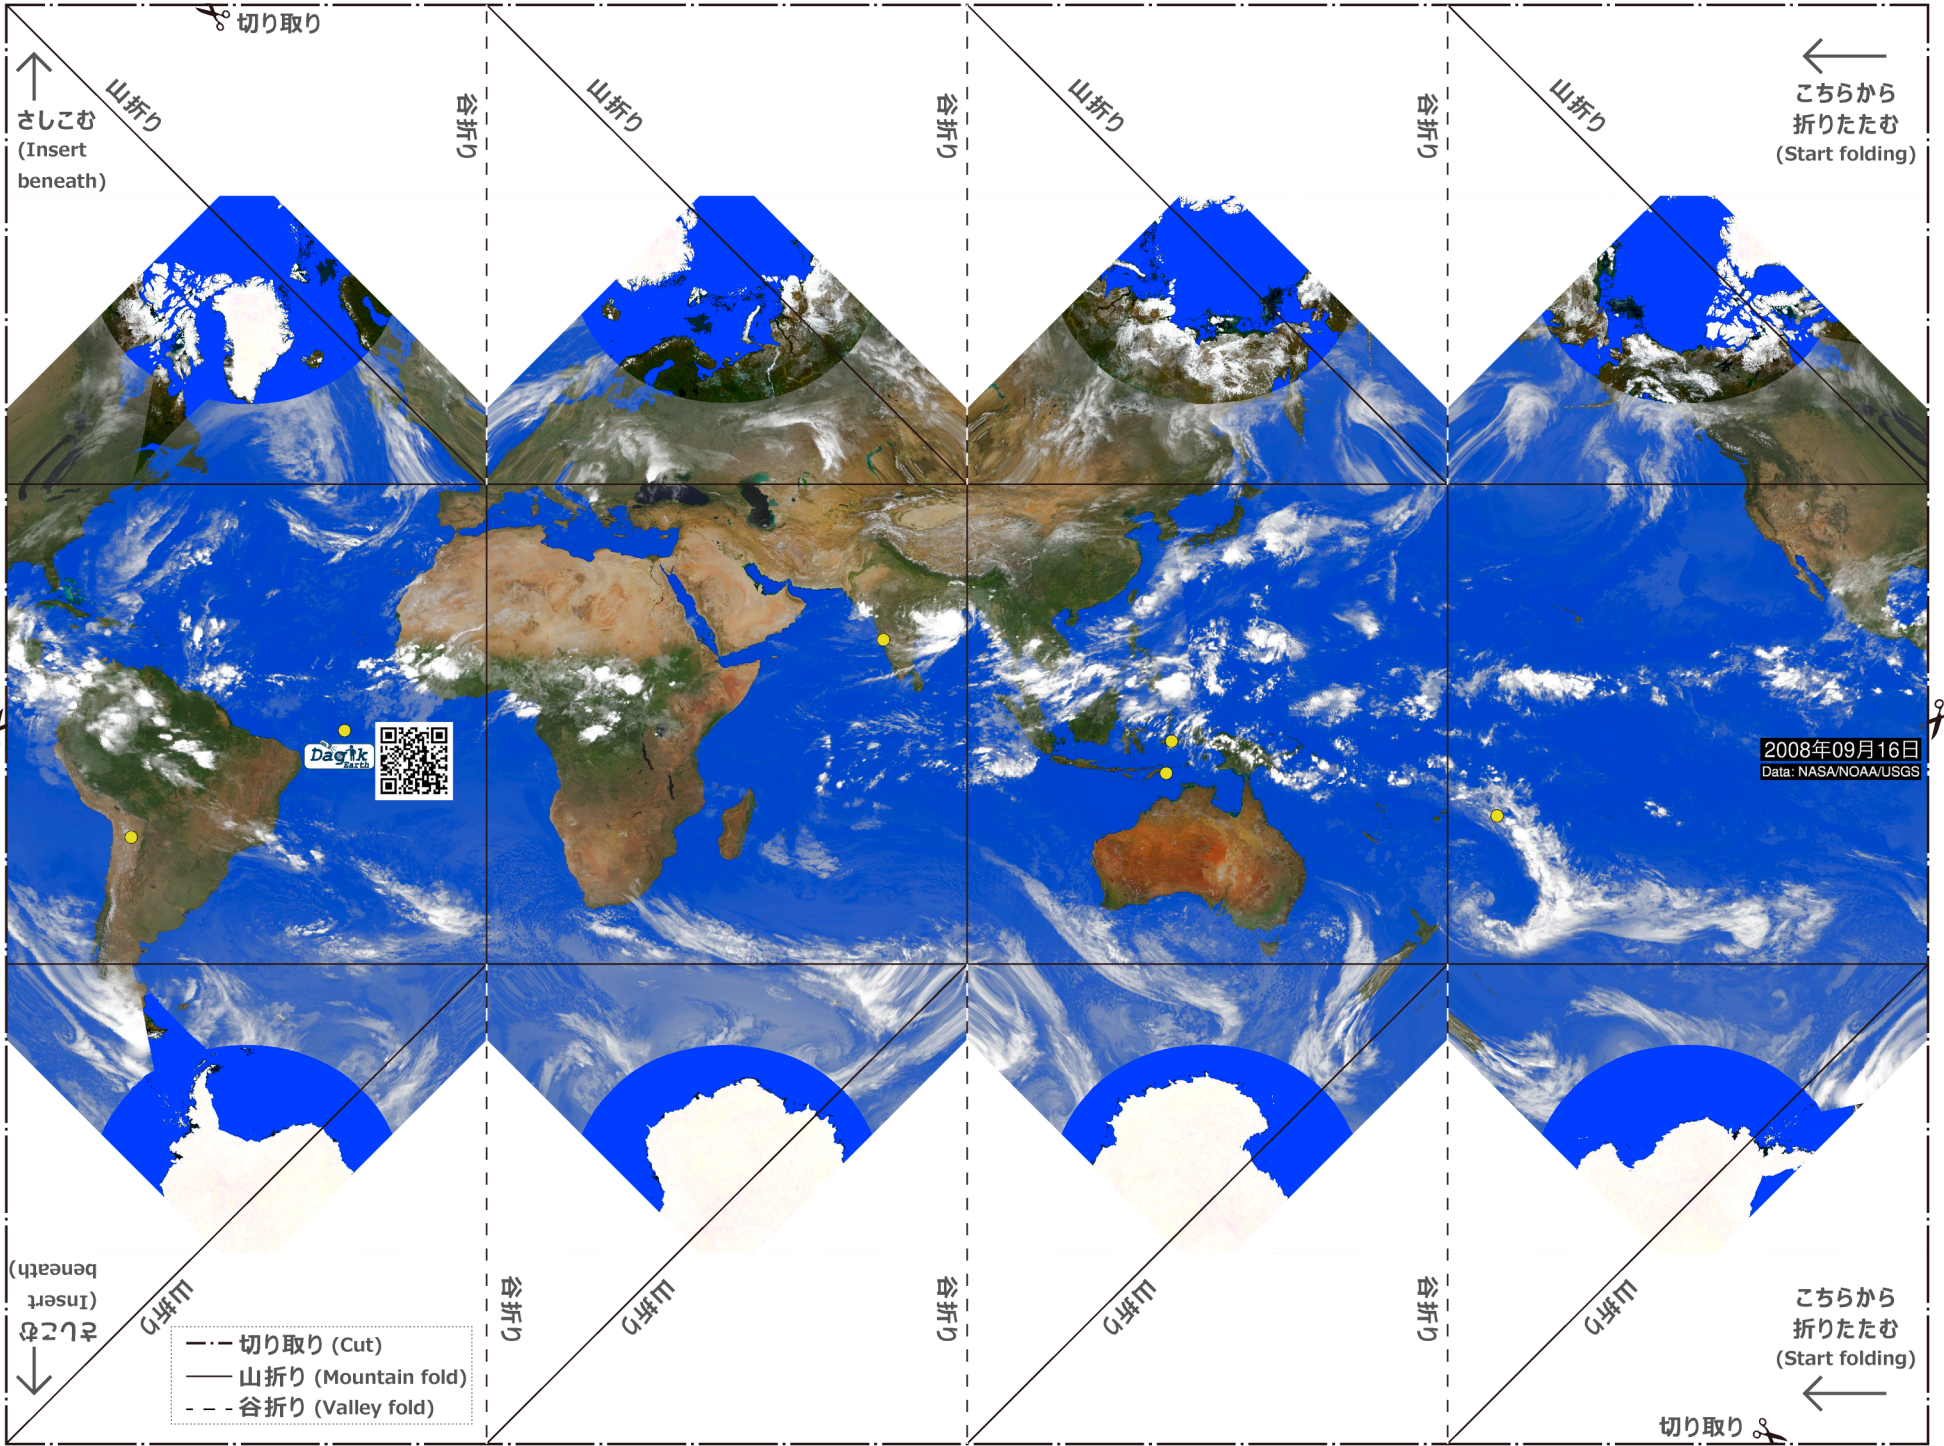 切り取り
山折り
谷折り
山折り
谷折り
山折り
谷折り
山折り
さしこむ
(Insert
beneath)
こちらから
折りたたむ
(Start folding)
Dagik
Earth
2008年09月16日
Data: NASA/NOAA/USGS
さしこむ
(Insert
beneath)
山折り
谷折り
山折り
谷折り
山折り
谷折り
山折り
こちらから
折りたたむ
(Start folding)
切り取り (Cut)
山折り (Mountain fold)
谷折り (Valley fold)
切り取り